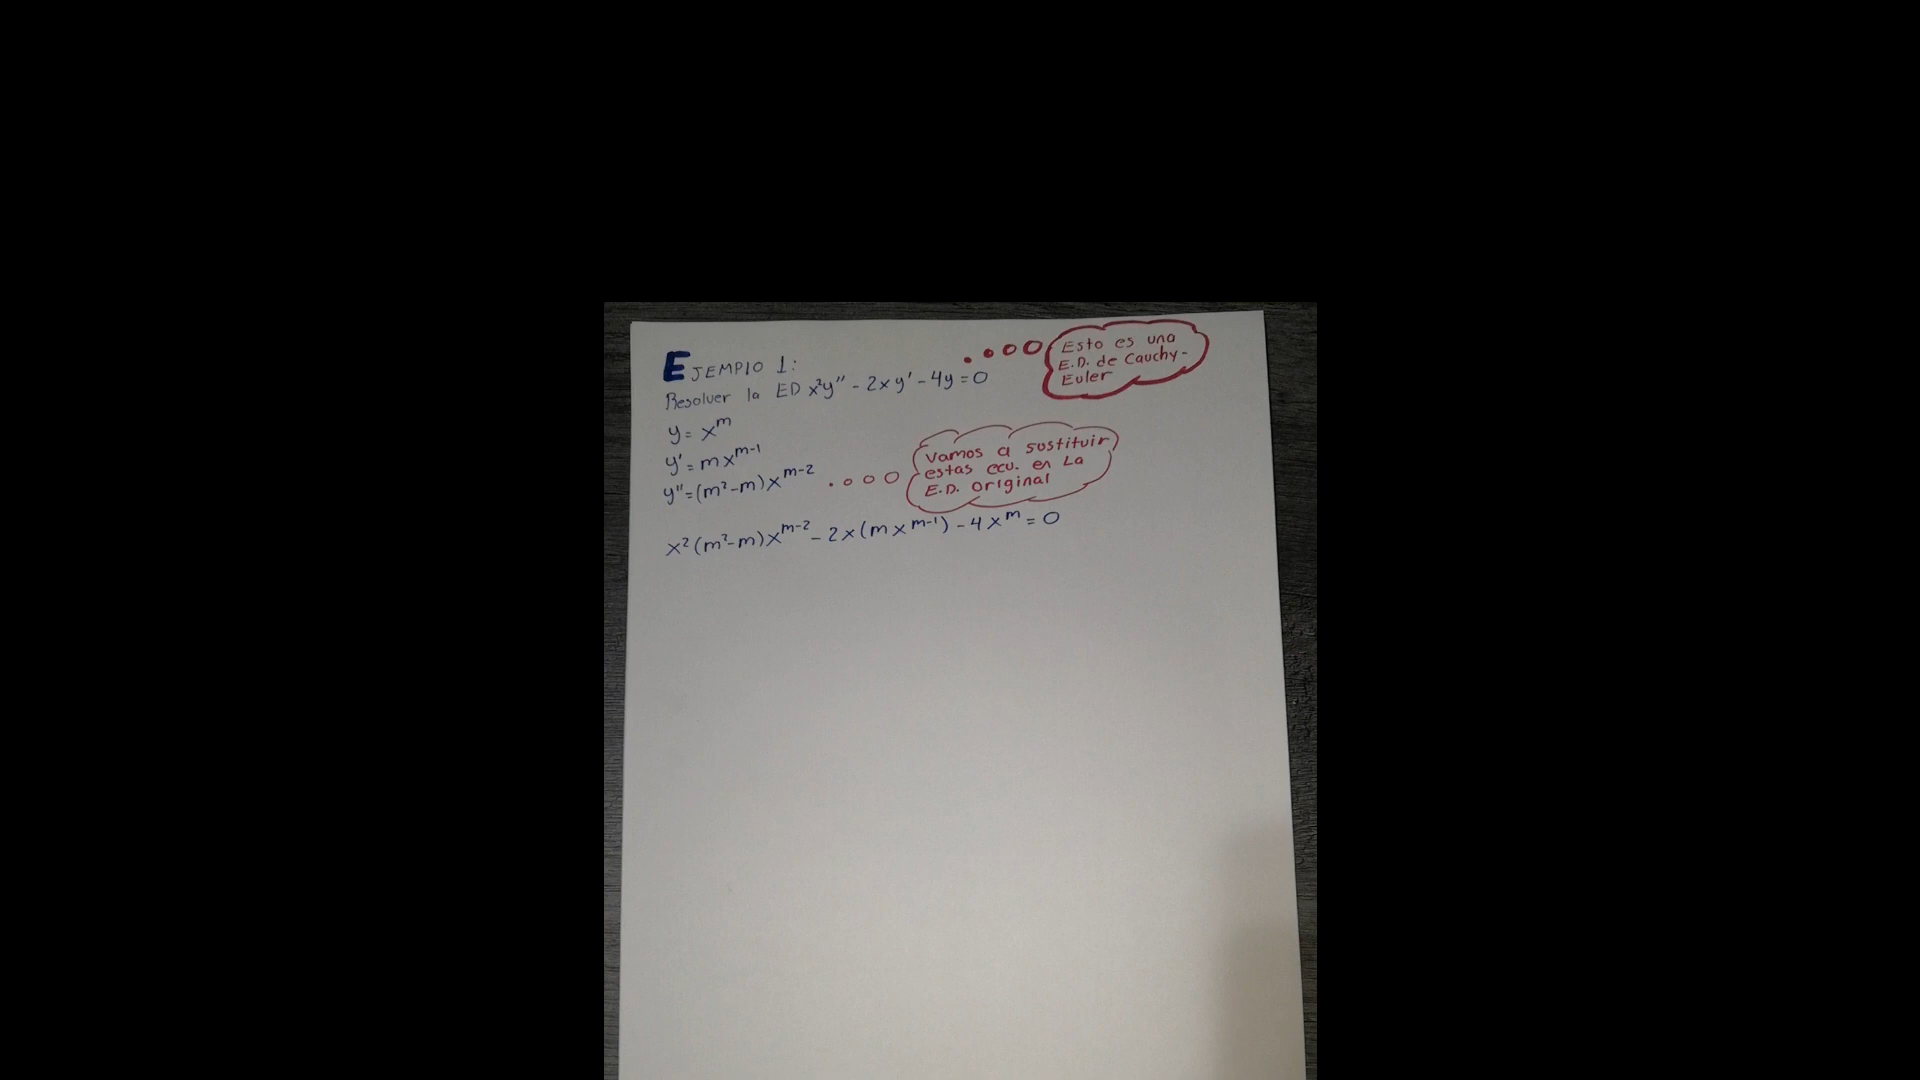 EJEMPlO 1:
Resolver la ED x²y'' - 2xy' - 4y = 0
Esto es una
E.D. de Cauchy-
Euler
y = x^m
y' = mx^{m-1}
y'' = (m²-m)x^{m-2}
Vamos a sustituir
estas ecu. en La
E.D. original
x²(m²-m)x^{m-2} - 2x(mx^{m-1}) - 4x^m = 0